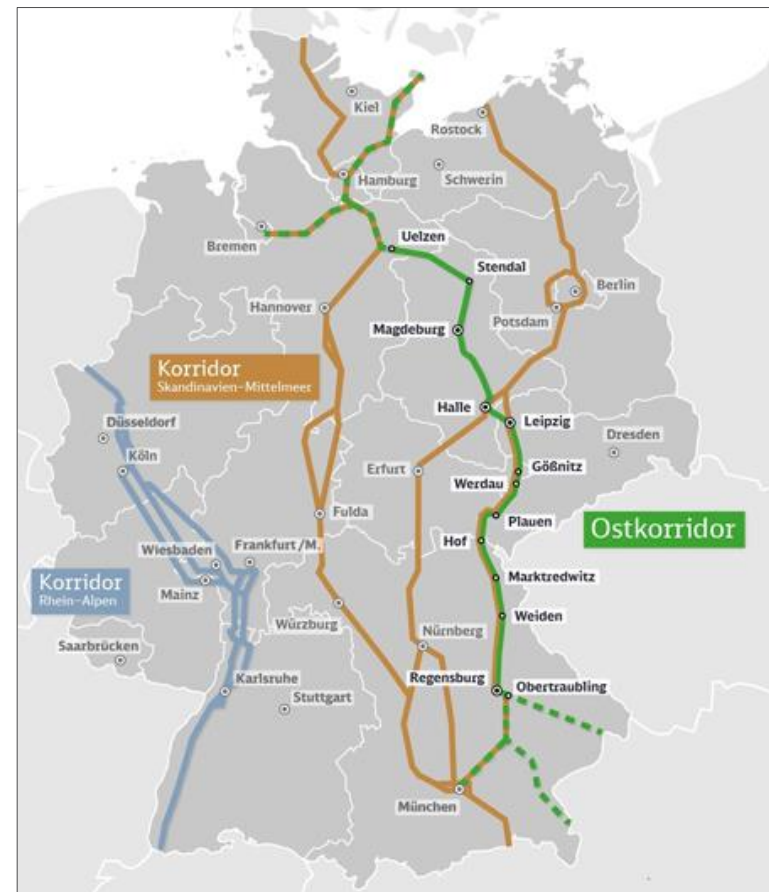 Kiel
Rostock
Hamburg
Schwerin
Bremen
Uelzen
Stendal
Berlin
Hannover
Potsdam
Magdeburg
Korridor
Skandinavien-Mittelmeer
Halle
Leipzig
Düsseldorf
Dresden
Köln
Erfurt
Gößnitz
Werdau
Fulda
Plauen
Ostkorridor
Hof
Wiesbaden
Frankfurt/M.
Korridor
Rhein-Alpen
Mainz
Marktredwitz
Würzburg
Weiden
Nürnberg
Saarbrücken
Karlsruhe
Regensburg
Obertraubling
Stuttgart
München